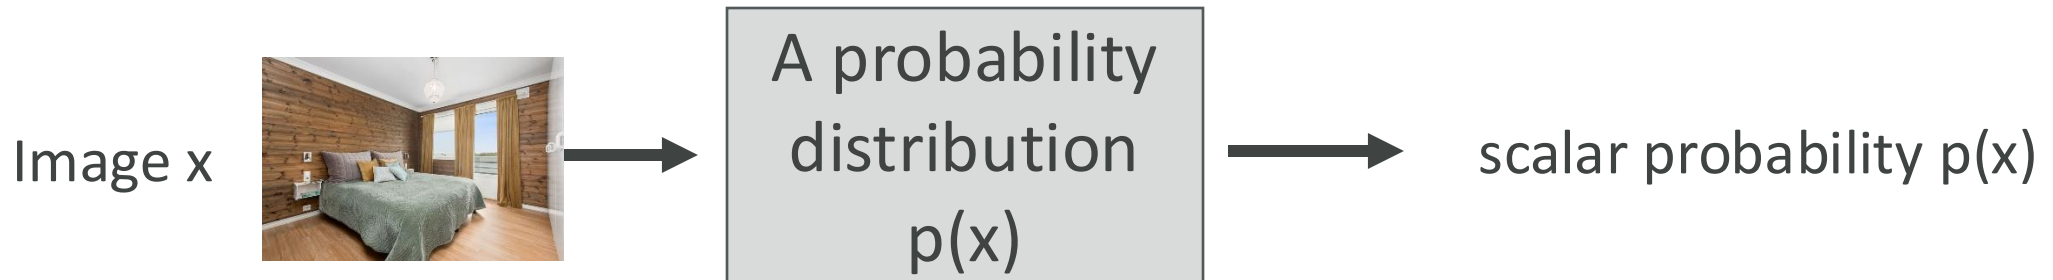 Image x
A probability
distribution
p(x)
scalar probability p(x)